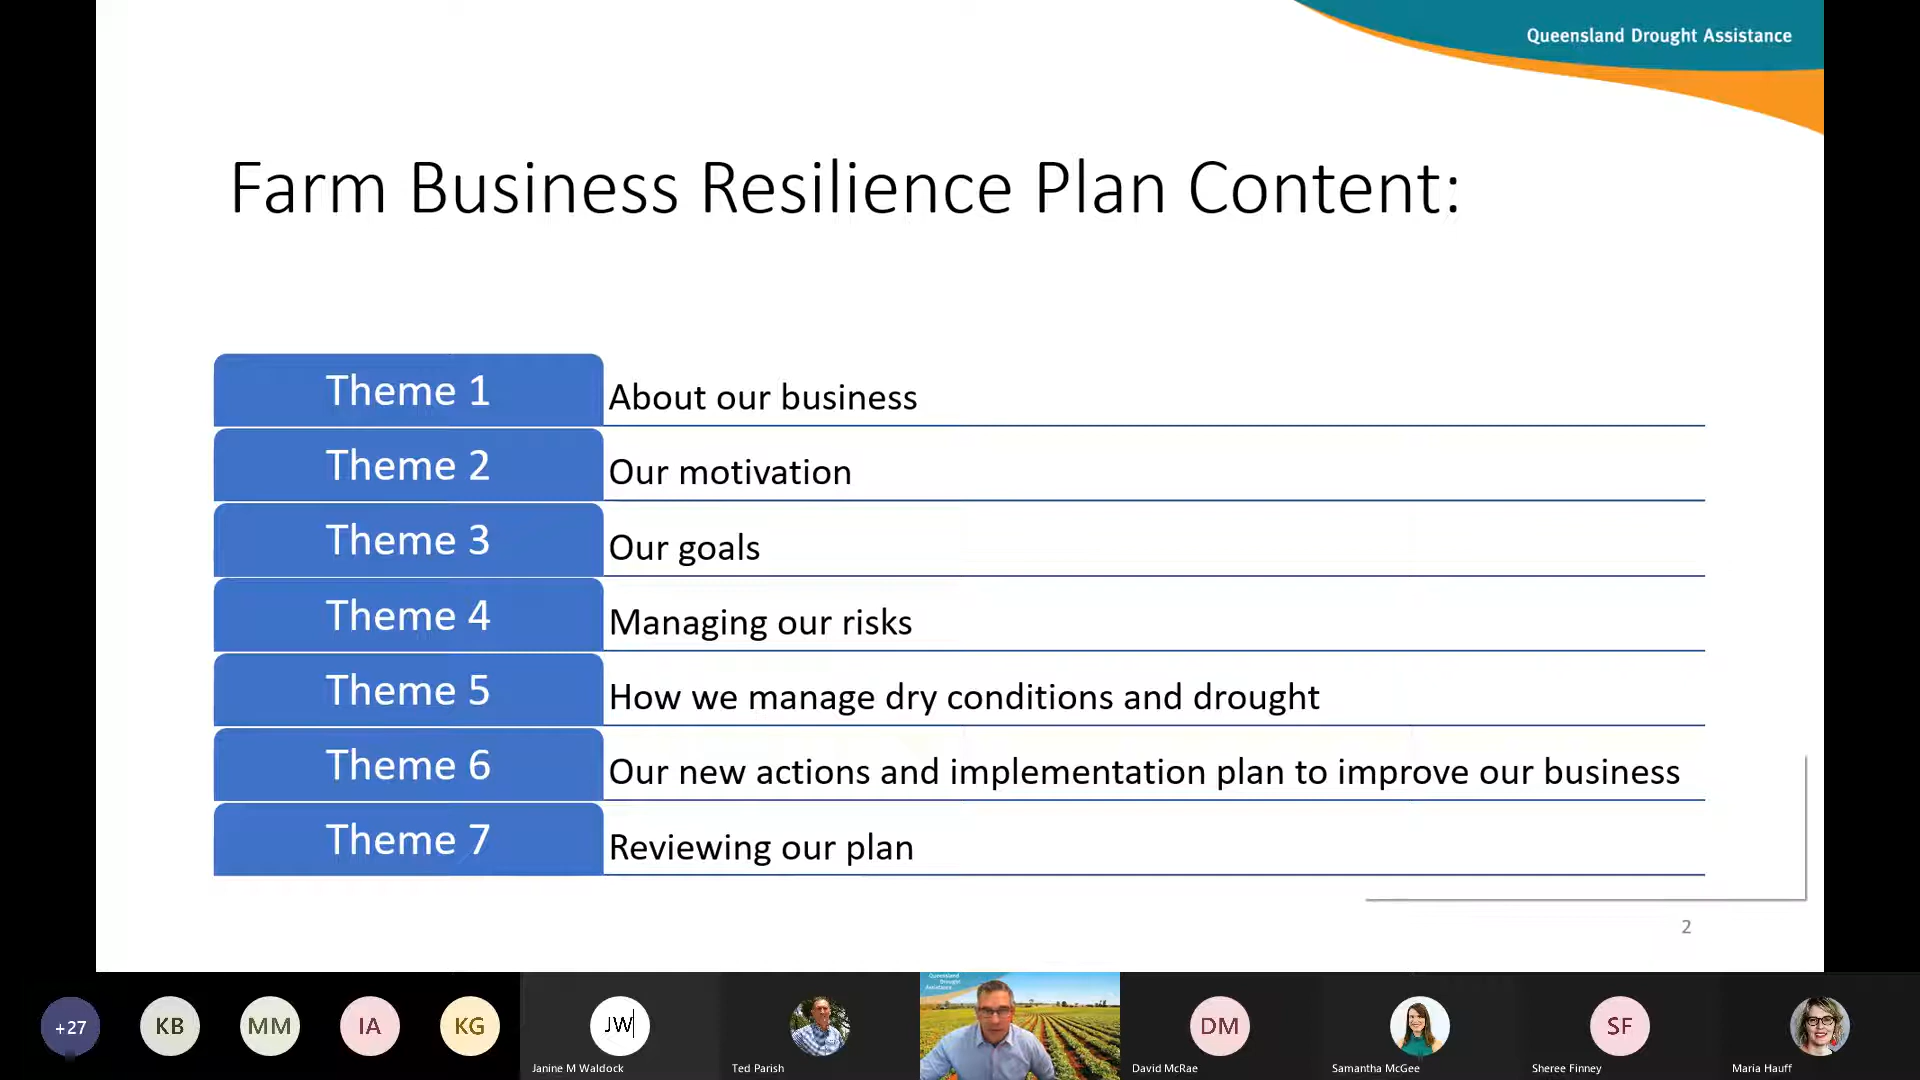 Queensland Drought Assistance
Farm Business Resilience Plan Content:
Theme 1
About our business
Theme 2
Our motivation
Theme 3
Our goals
Theme 4
Managing our risks
Theme 5
How we manage dry conditions and drought
Theme 6
Our new actions and implementation plan to improve our business
Theme 7
Reviewing our plan
2
+27
KB
MM
IA
KG
JW
Janine M Waldock
Ted Parish
Queensland
Drought
Assistance
DM
David McRae
Samantha McGee
SF
Sheree Finney
Maria Hauff